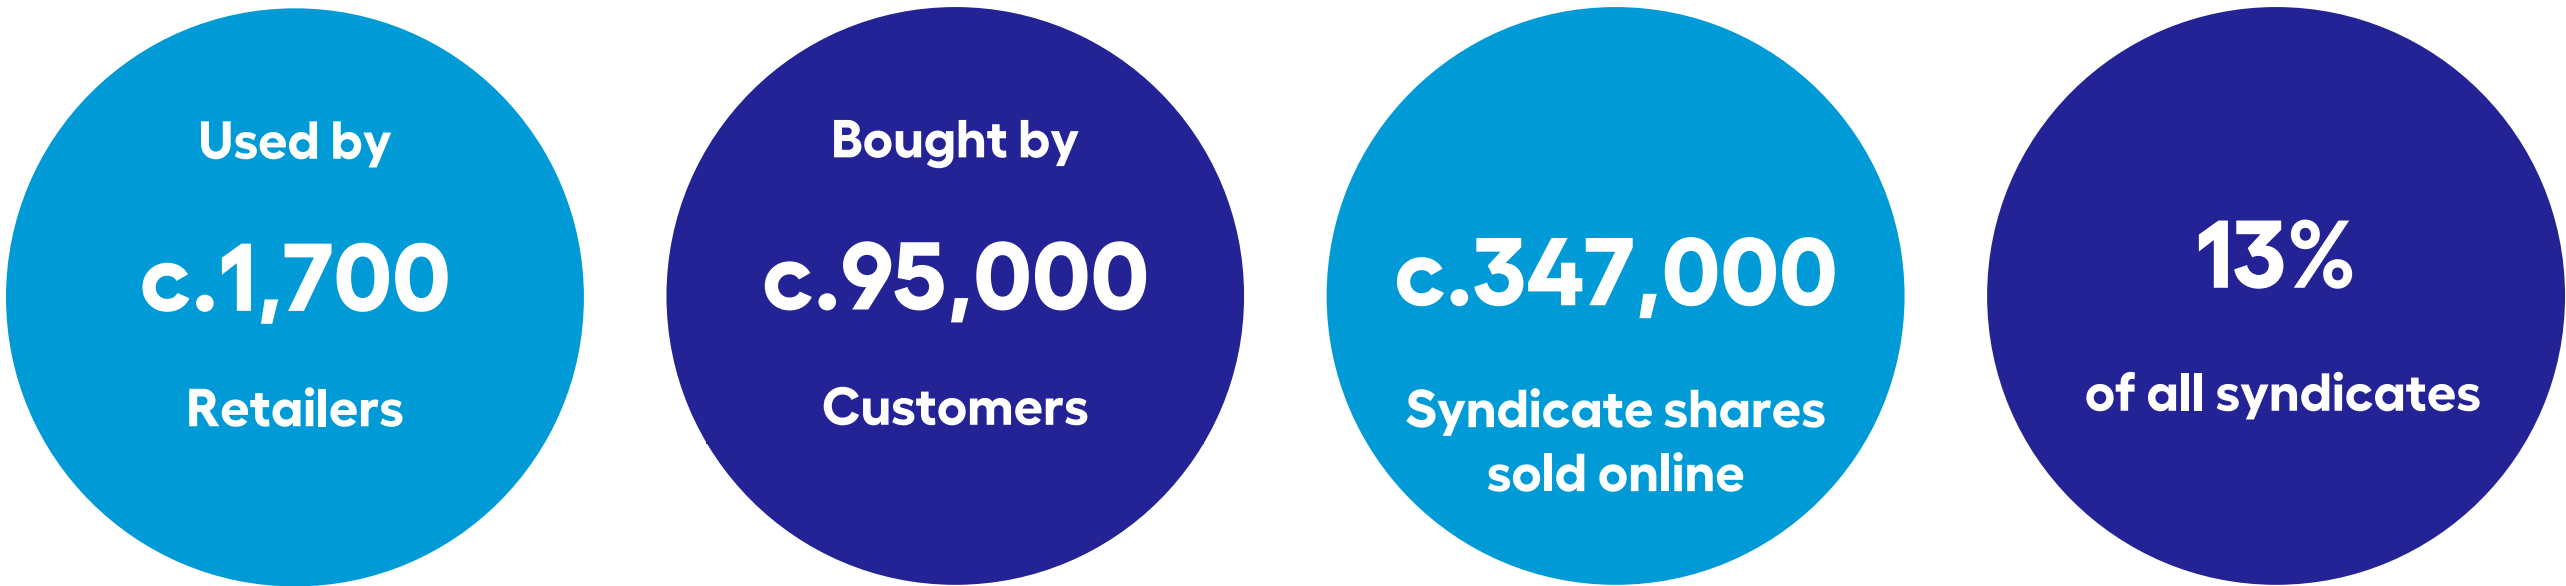 Used by
c.1,700
Retailers
Bought by
c.95,000
Customers
c.347,000
Syndicate shares
sold online
13%
of all syndicates